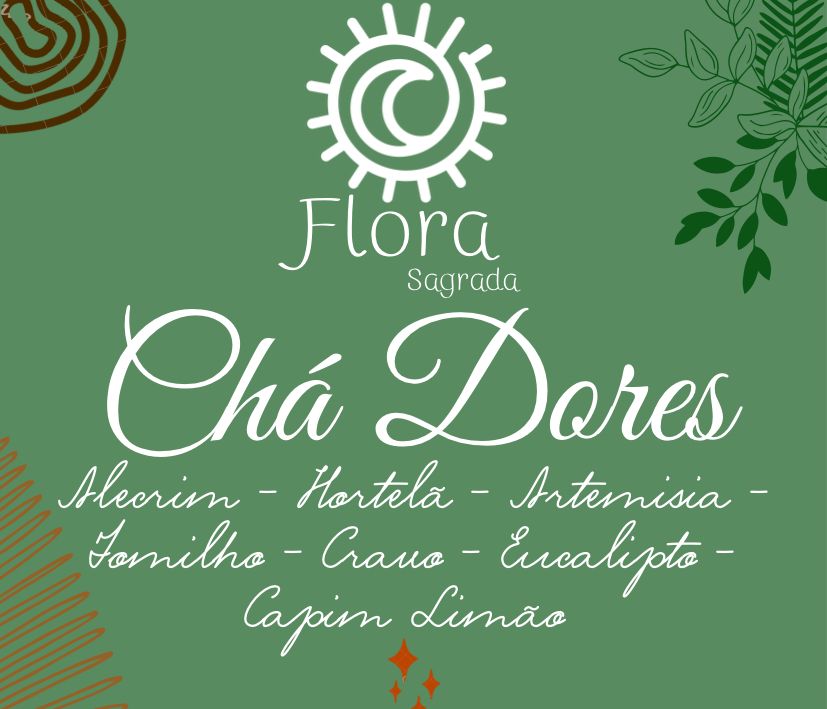 Flora
Sagrada
Chá Dores
Alecrim - Hortelã - Artemisia -
Tomilho - Cravo - Eucalipto -
Capim Limão